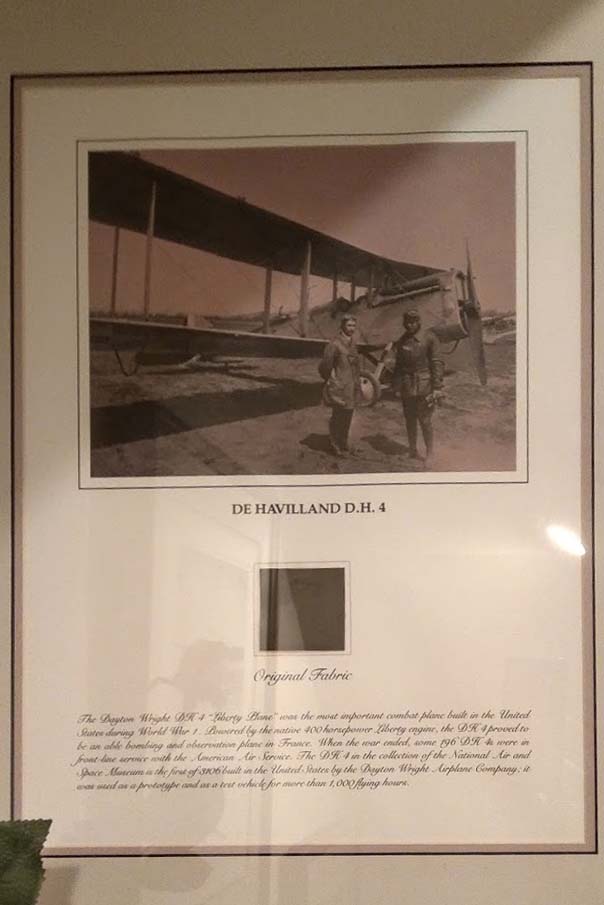 DE HAVILLAND D.H. 4
Original Fabric
The Dayton Wright DH 4 "Liberty Plane" was the most important combat plane built in the United
States during World War 1. Powered by the native 400 horsepower Liberty engine, the DH 4 proved to
be an able bombing and observation plane in France. When the war ended, some 196 DH 4s were in
front-line service with the American Air Service. The DH 4 in the collection of the National Air and
Space Museum is the first of 3106 built in the United States by the Dayton Wright Airplane Company; it
was used as a prototype and as a test vehicle for more than 1,000 flying hours.